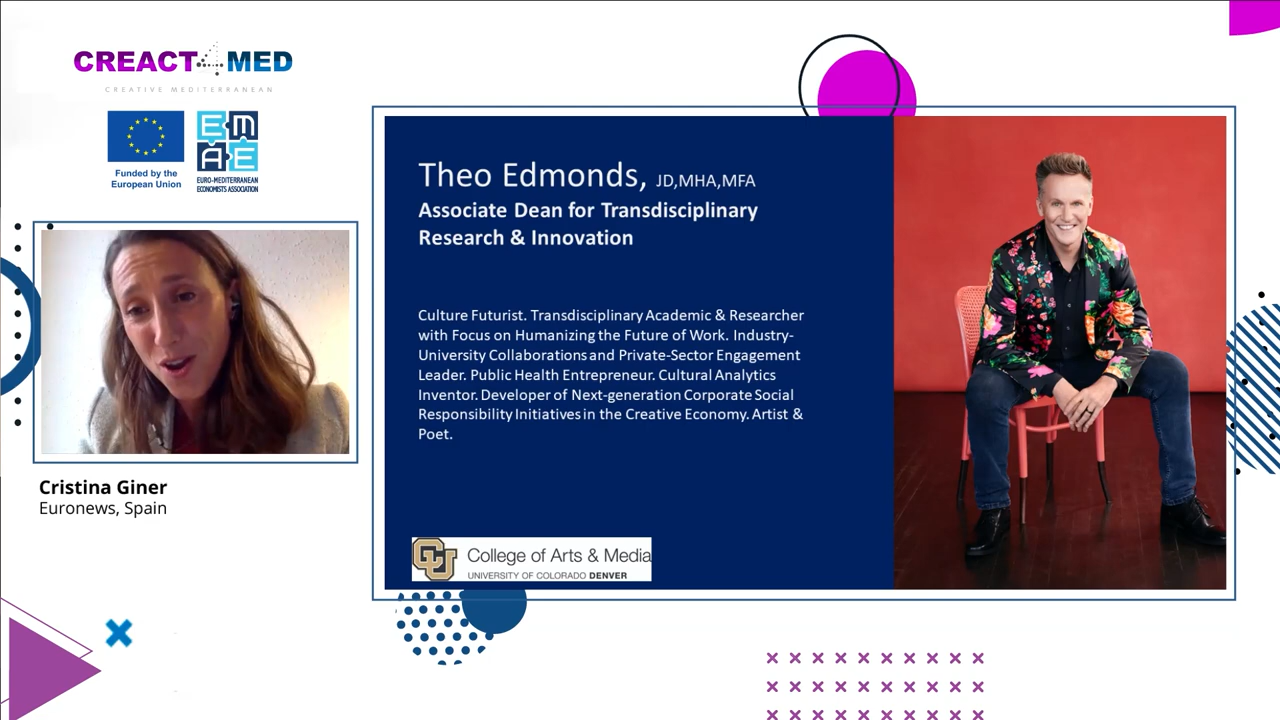 CREACT4MED
CREATIVE MEDITERRANEAN
Funded by the
European Union
EMAE
EURO-MEDITERRANEAN
ECONOMISTS ASSOCIATION
Cristina Giner
Euronews, Spain
Theo Edmonds, JD,MHA,MFA
Associate Dean for Transdisciplinary
Research & Innovation
Culture Futurist. Transdisciplinary Academic & Researcher
with Focus on Humanizing the Future of Work. Industry-
University Collaborations and Private-Sector Engagement
Leader. Public Health Entrepreneur. Cultural Analytics
Inventor. Developer of Next-generation Corporate Social
Responsibility Initiatives in the Creative Economy. Artist &
Poet.
CU College of Arts & Media
UNIVERSITY OF COLORADO DENVER